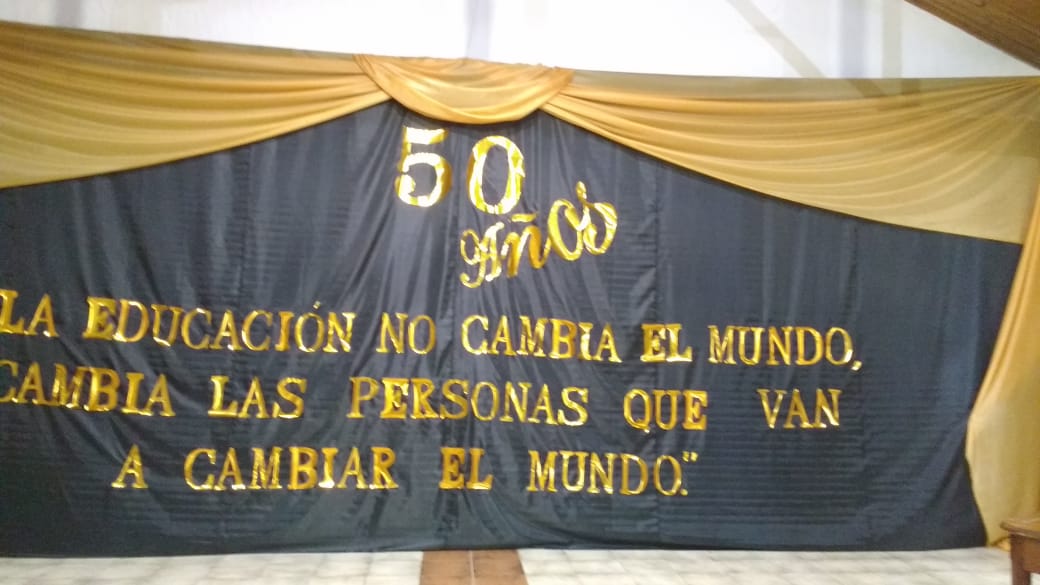 50
Años
LA EDUCACIÓN NO CAMBIA EL MUNDO,
CAMBIA LAS PERSONAS QUE VAN
A CAMBIAR EL MUNDO."